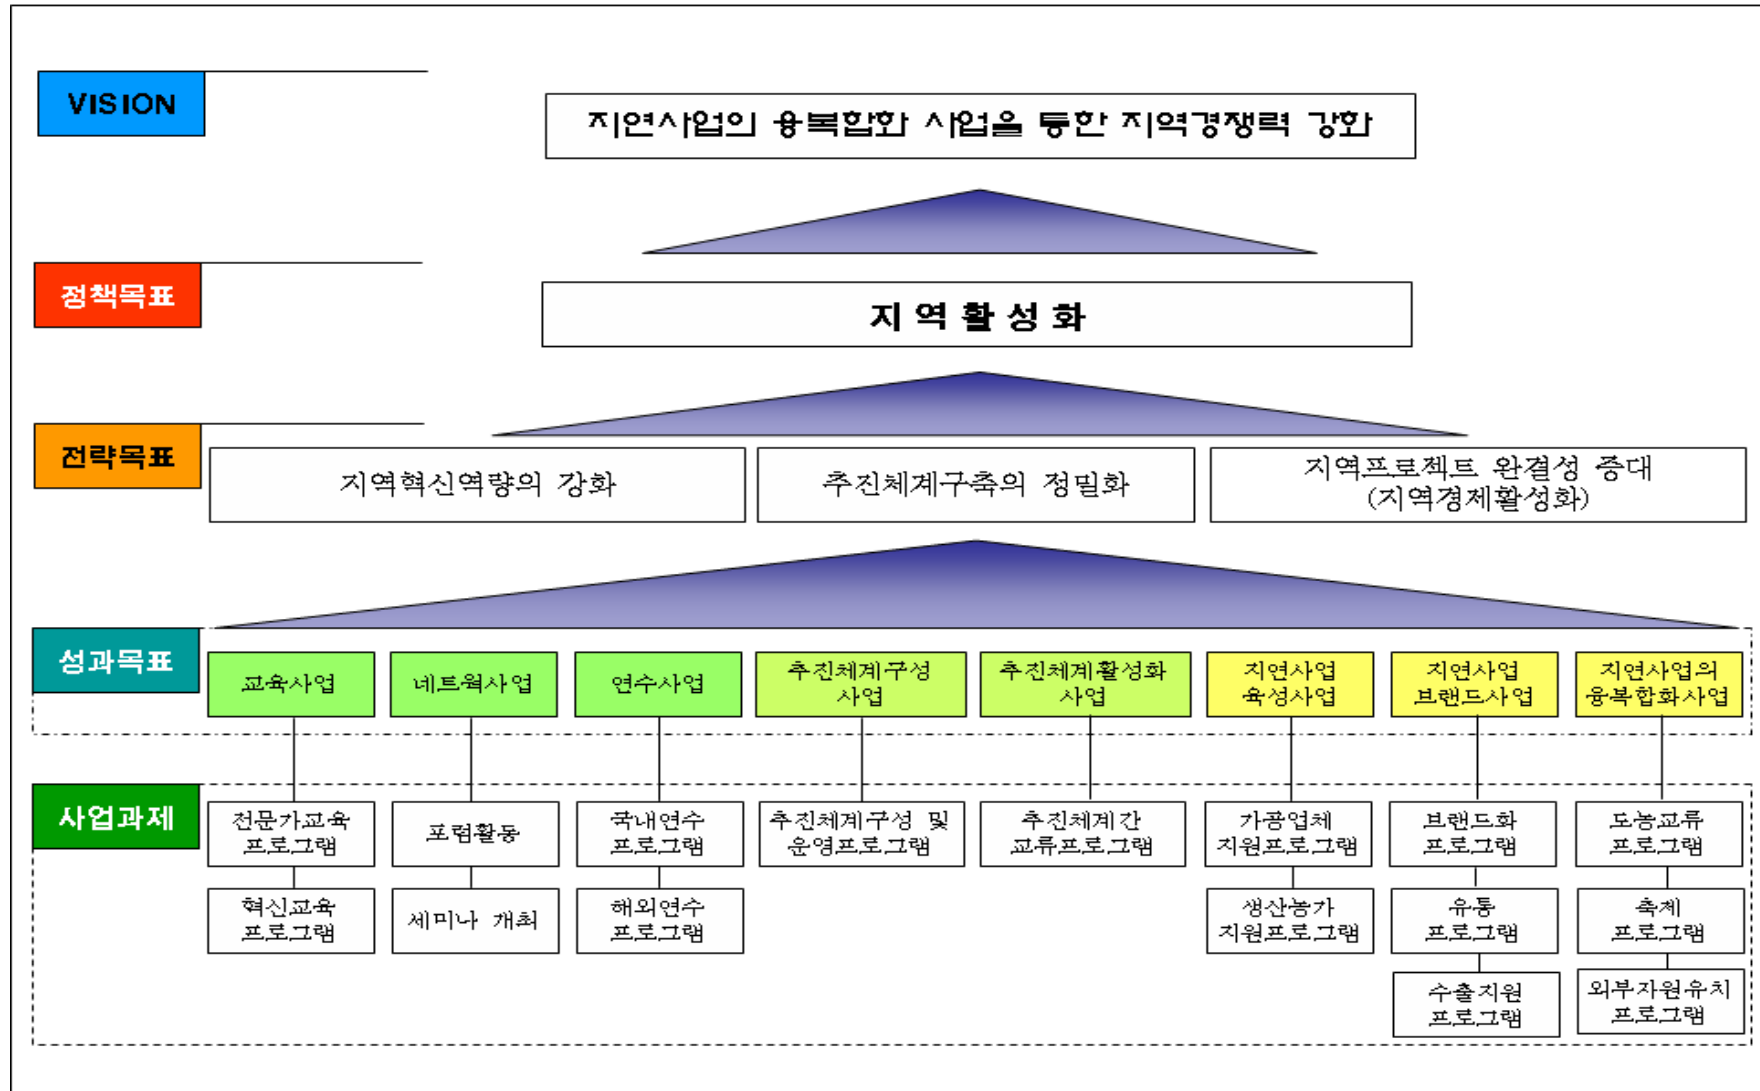 VISION
지연사업의 융복합화 사업을 통한 지역경쟁력 강화
정책목표
지역활성화
전략목표
지역혁신역량의 강화
추진체계구축의 정밀화
지역프로젝트 완결성 증대
(지역경제활성화)
성과목표
교육사업
네트웍사업
연수사업
추진체계구성
사업
추진체계활성화
사업
지연사업
육성사업
지연사업
브랜드사업
지연사업의
융복합화사업
사업과제
전문가교육
프로그램
포럼활동
국내연수
프로그램
추진체계구성 및
운영프로그램
추진체계간
교류프로그램
가공업체
지원프로그램
브랜드화
프로그램
도농교류
프로그램
혁신교육
프로그램
세미나 개최
해외연수
프로그램
생산농가
지원프로그램
유통
프로그램
축제
프로그램
수출지원
프로그램
외부자원유치
프로그램